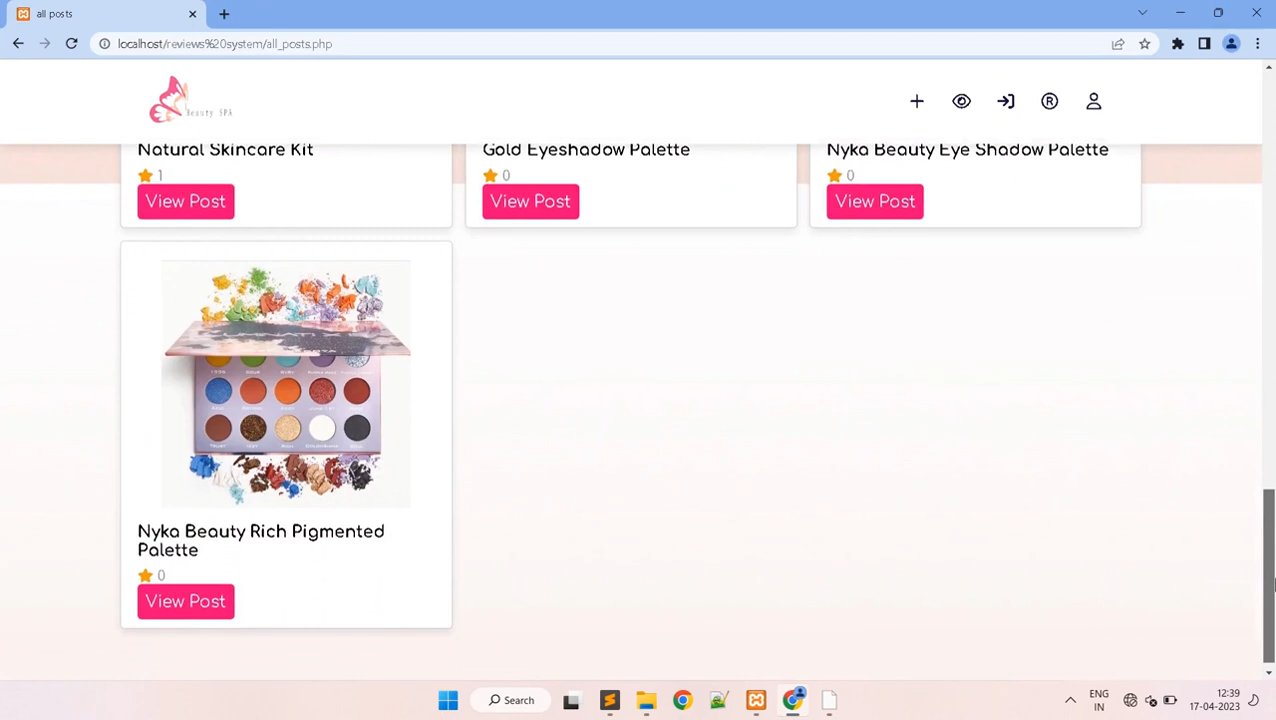 all posts
localhost/reviews%20system/all_posts.php
Beauty SPA
Natural Skincare Kit
Gold Eyeshadow Palette
Nyka Beauty Eye Shadow Palette
1
0
0
View Post
View Post
View Post
Nyka Beauty Rich Pigmented
Palette
0
View Post
Search
ENG
IN
12:39
17-04-2023